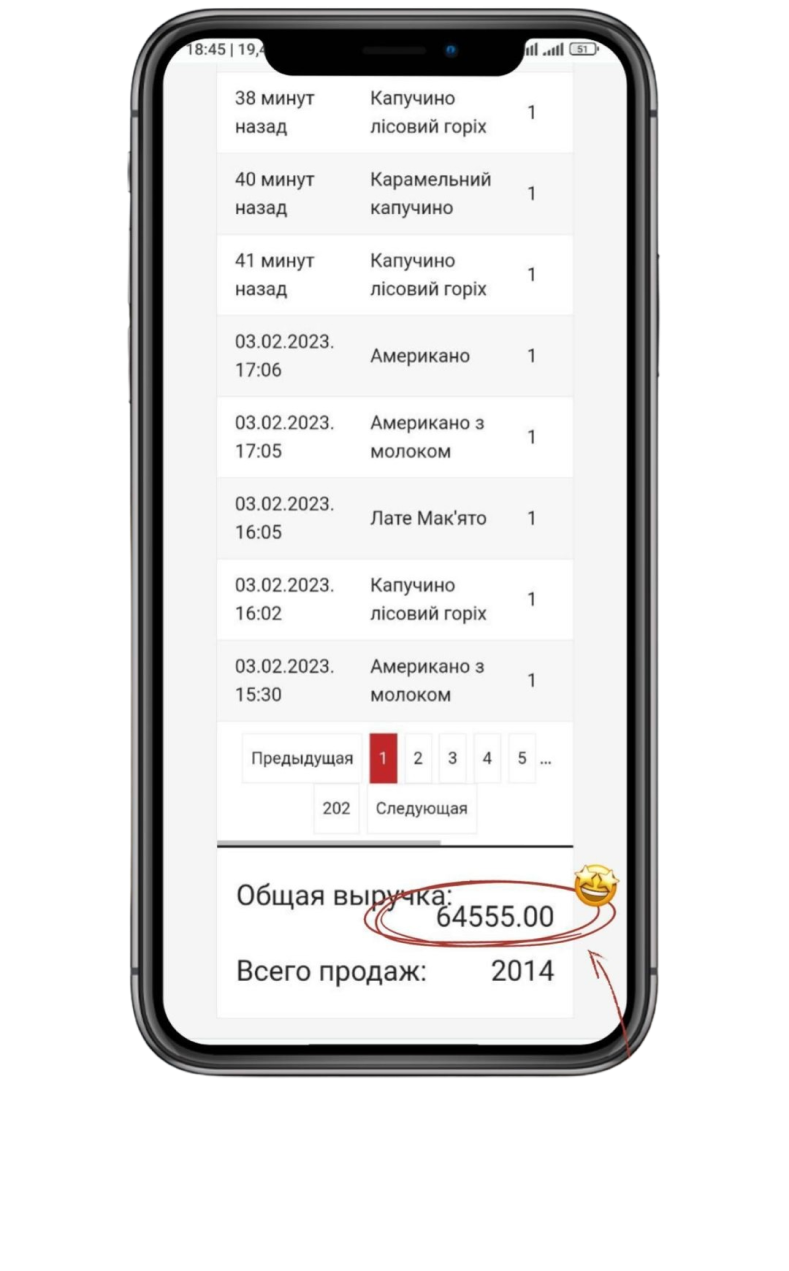 18:45 | 19,4
51
38 минут
назад
Капучино
лісовий горіх
1
40 минут
назад
Карамельний
капучино
1
41 минут
назад
Капучино
лісовий горіх
1
03.02.2023.
17:06
Американо
1
03.02.2023.
17:05
Американо з
молоком
1
03.02.2023.
16:05
Лате Мак'ято
1
03.02.2023.
16:02
Капучино
лісовий горіх
1
03.02.2023.
15:30
Американо з
молоком
1
Предыдущая 1 2 3 4 5 ...
202 Следующая
Общая выручка:
64555.00
Всего продаж: 2014